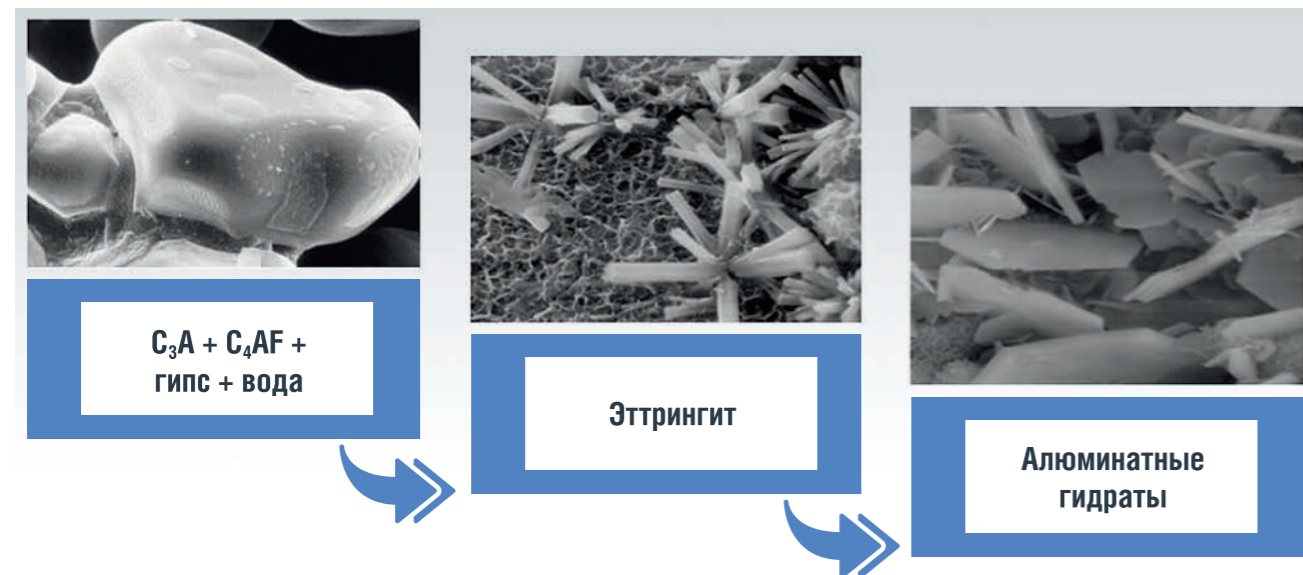 C₃A + C₄AF +
гипс + вода
Эттрингит
Алюминатные
гидраты